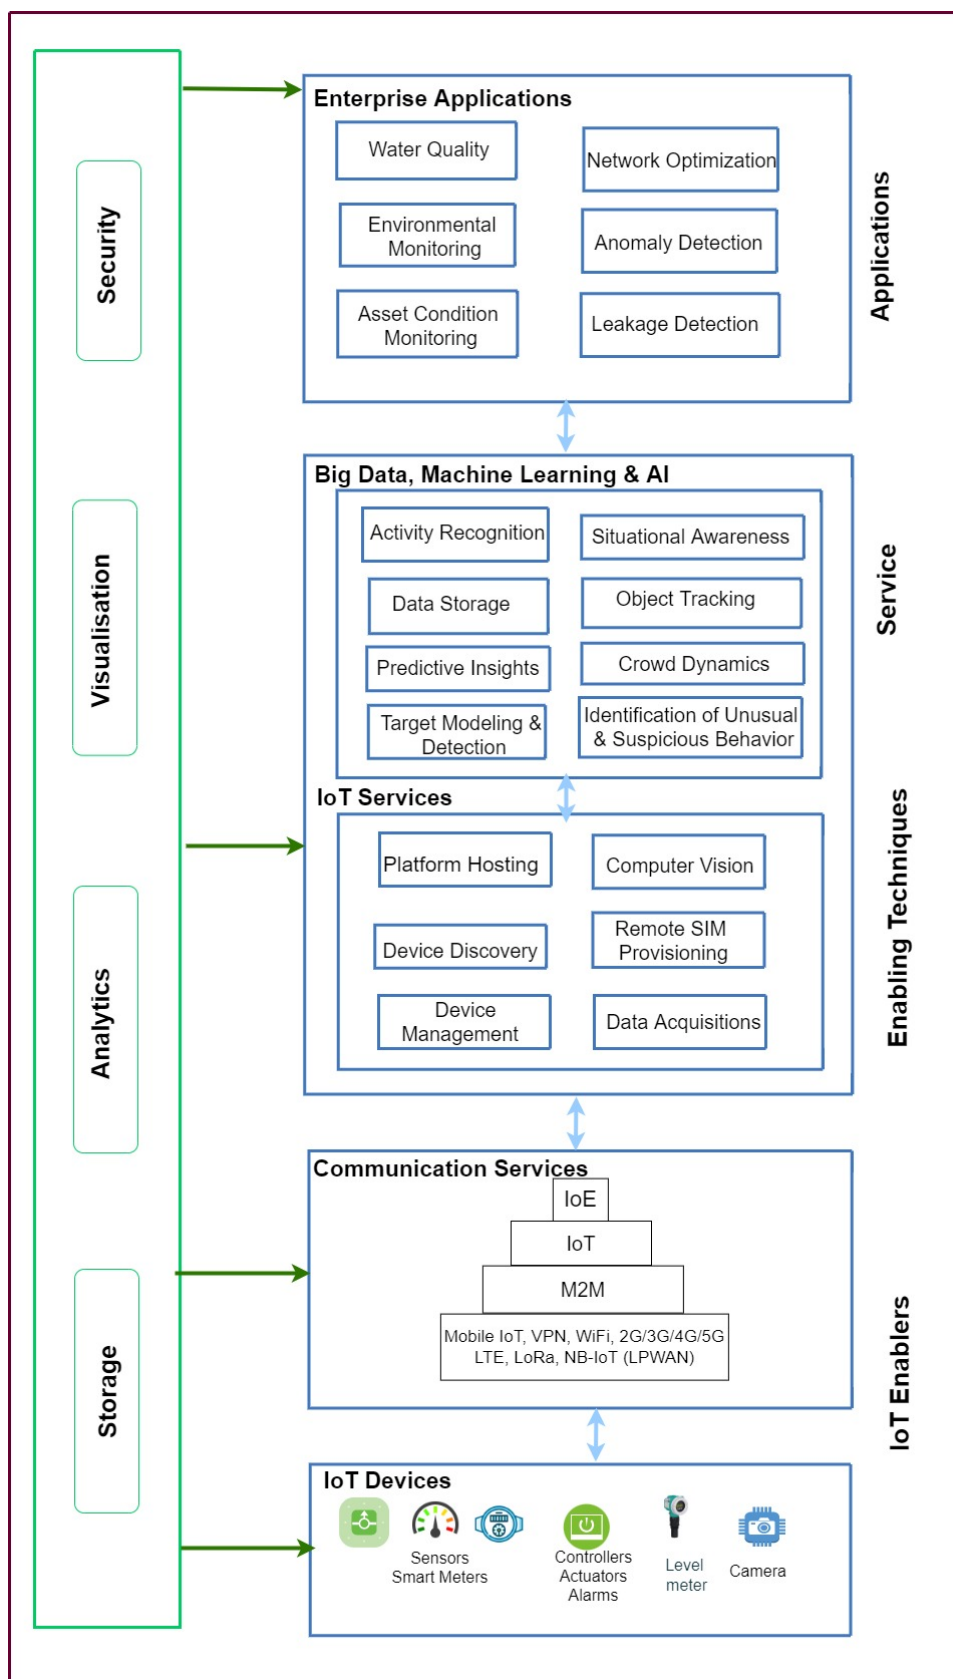 Security
Visualisation
Analytics
Storage
Enterprise Applications
Water Quality
Network Optimization
Environmental
Monitoring
Anomaly Detection
Asset Condition
Monitoring
Leakage Detection
Applications
Big Data, Machine Learning & AI
Activity Recognition
Situational Awareness
Data Storage
Object Tracking
Predictive Insights
Crowd Dynamics
Target Modeling &
Detection
Identification of Unusual
& Suspicious Behavior
Service
IoT Services
Platform Hosting
Computer Vision
Device Discovery
Remote SIM
Provisioning
Device
Management
Data Acquisitions
Enabling Techniques
Communication Services
IoE
IoT
M2M
Mobile IoT, VPN, WiFi, 2G/3G/4G/5G
LTE, LoRa, NB-IoT (LPWAN)
IoT Enablers
IoT Devices
Sensors
Smart Meters
Controllers
Actuators
Alarms
Level
meter
Camera